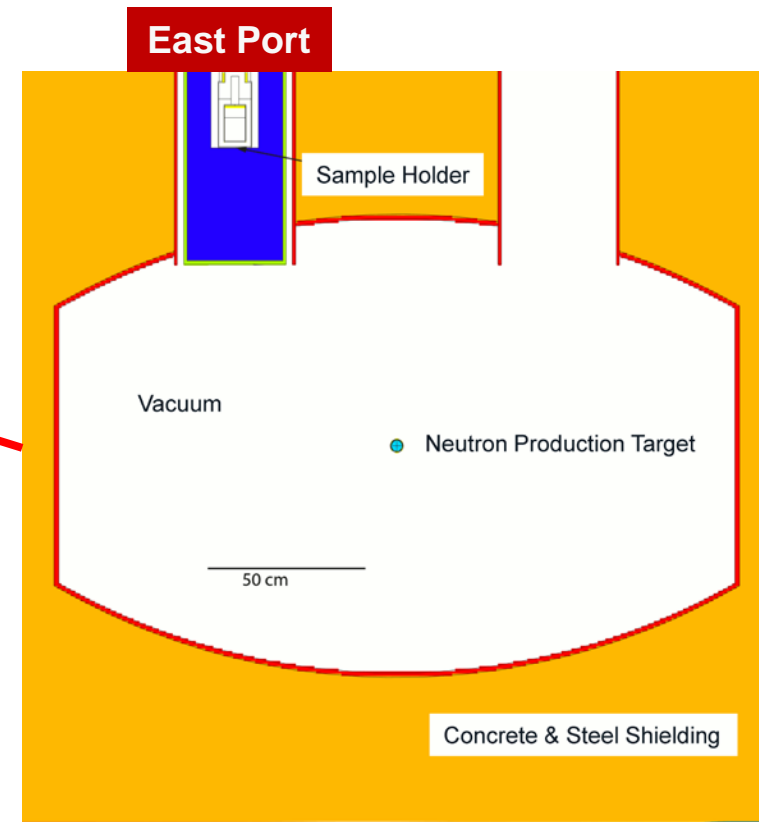 East Port
Sample Holder
Vacuum
Neutron Production Target
50 cm
Concrete & Steel Shielding